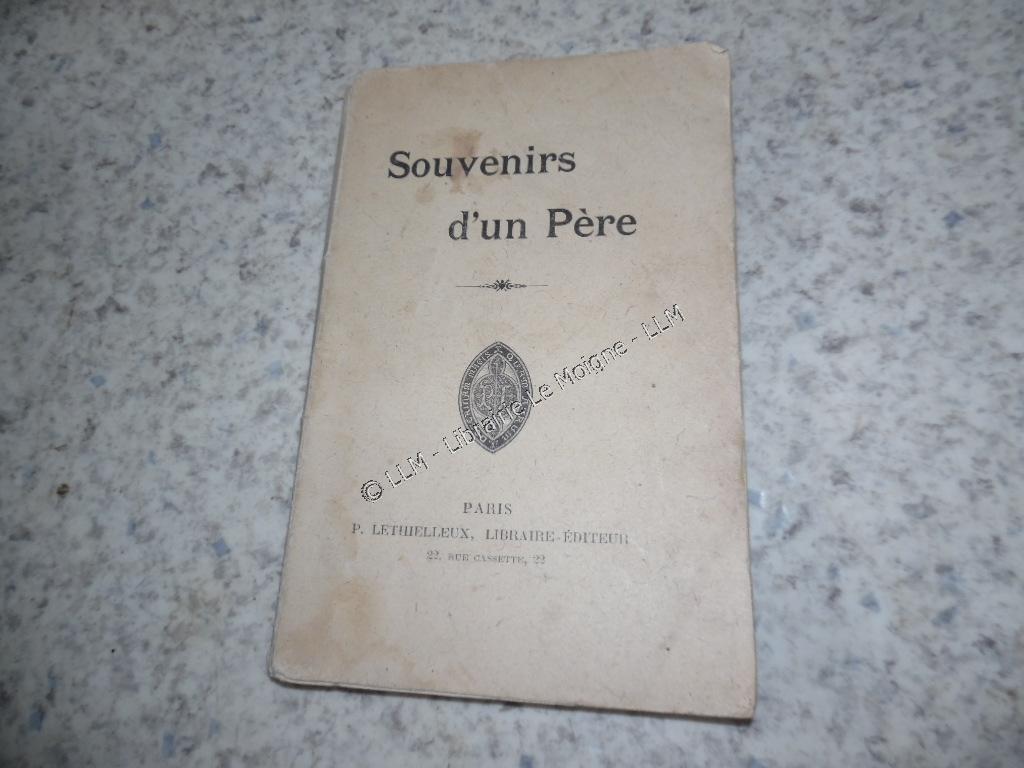 Souvenirs
d'un Père
© LLM - Librairie Le Moigne - LLM
PARIS
P. LETHIELLEUX, LIBRAIRE-ÉDITEUR
22, RUE CASSETTE, 22